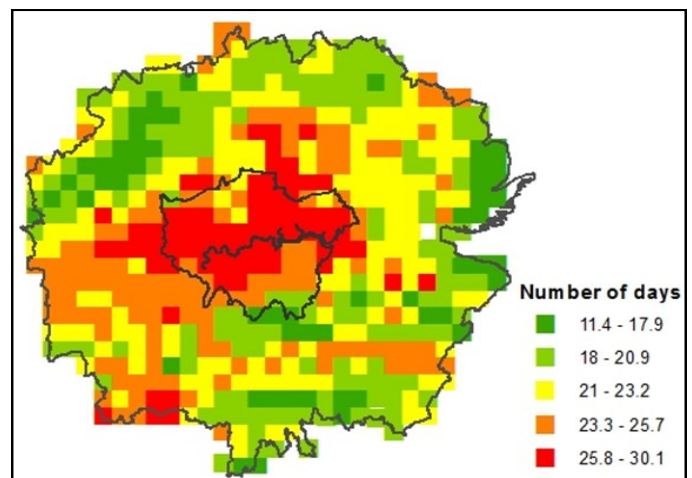 Number of days
11.4 - 17.9
18 - 20.9
21 - 23.2
23.3 - 25.7
25.8 - 30.1